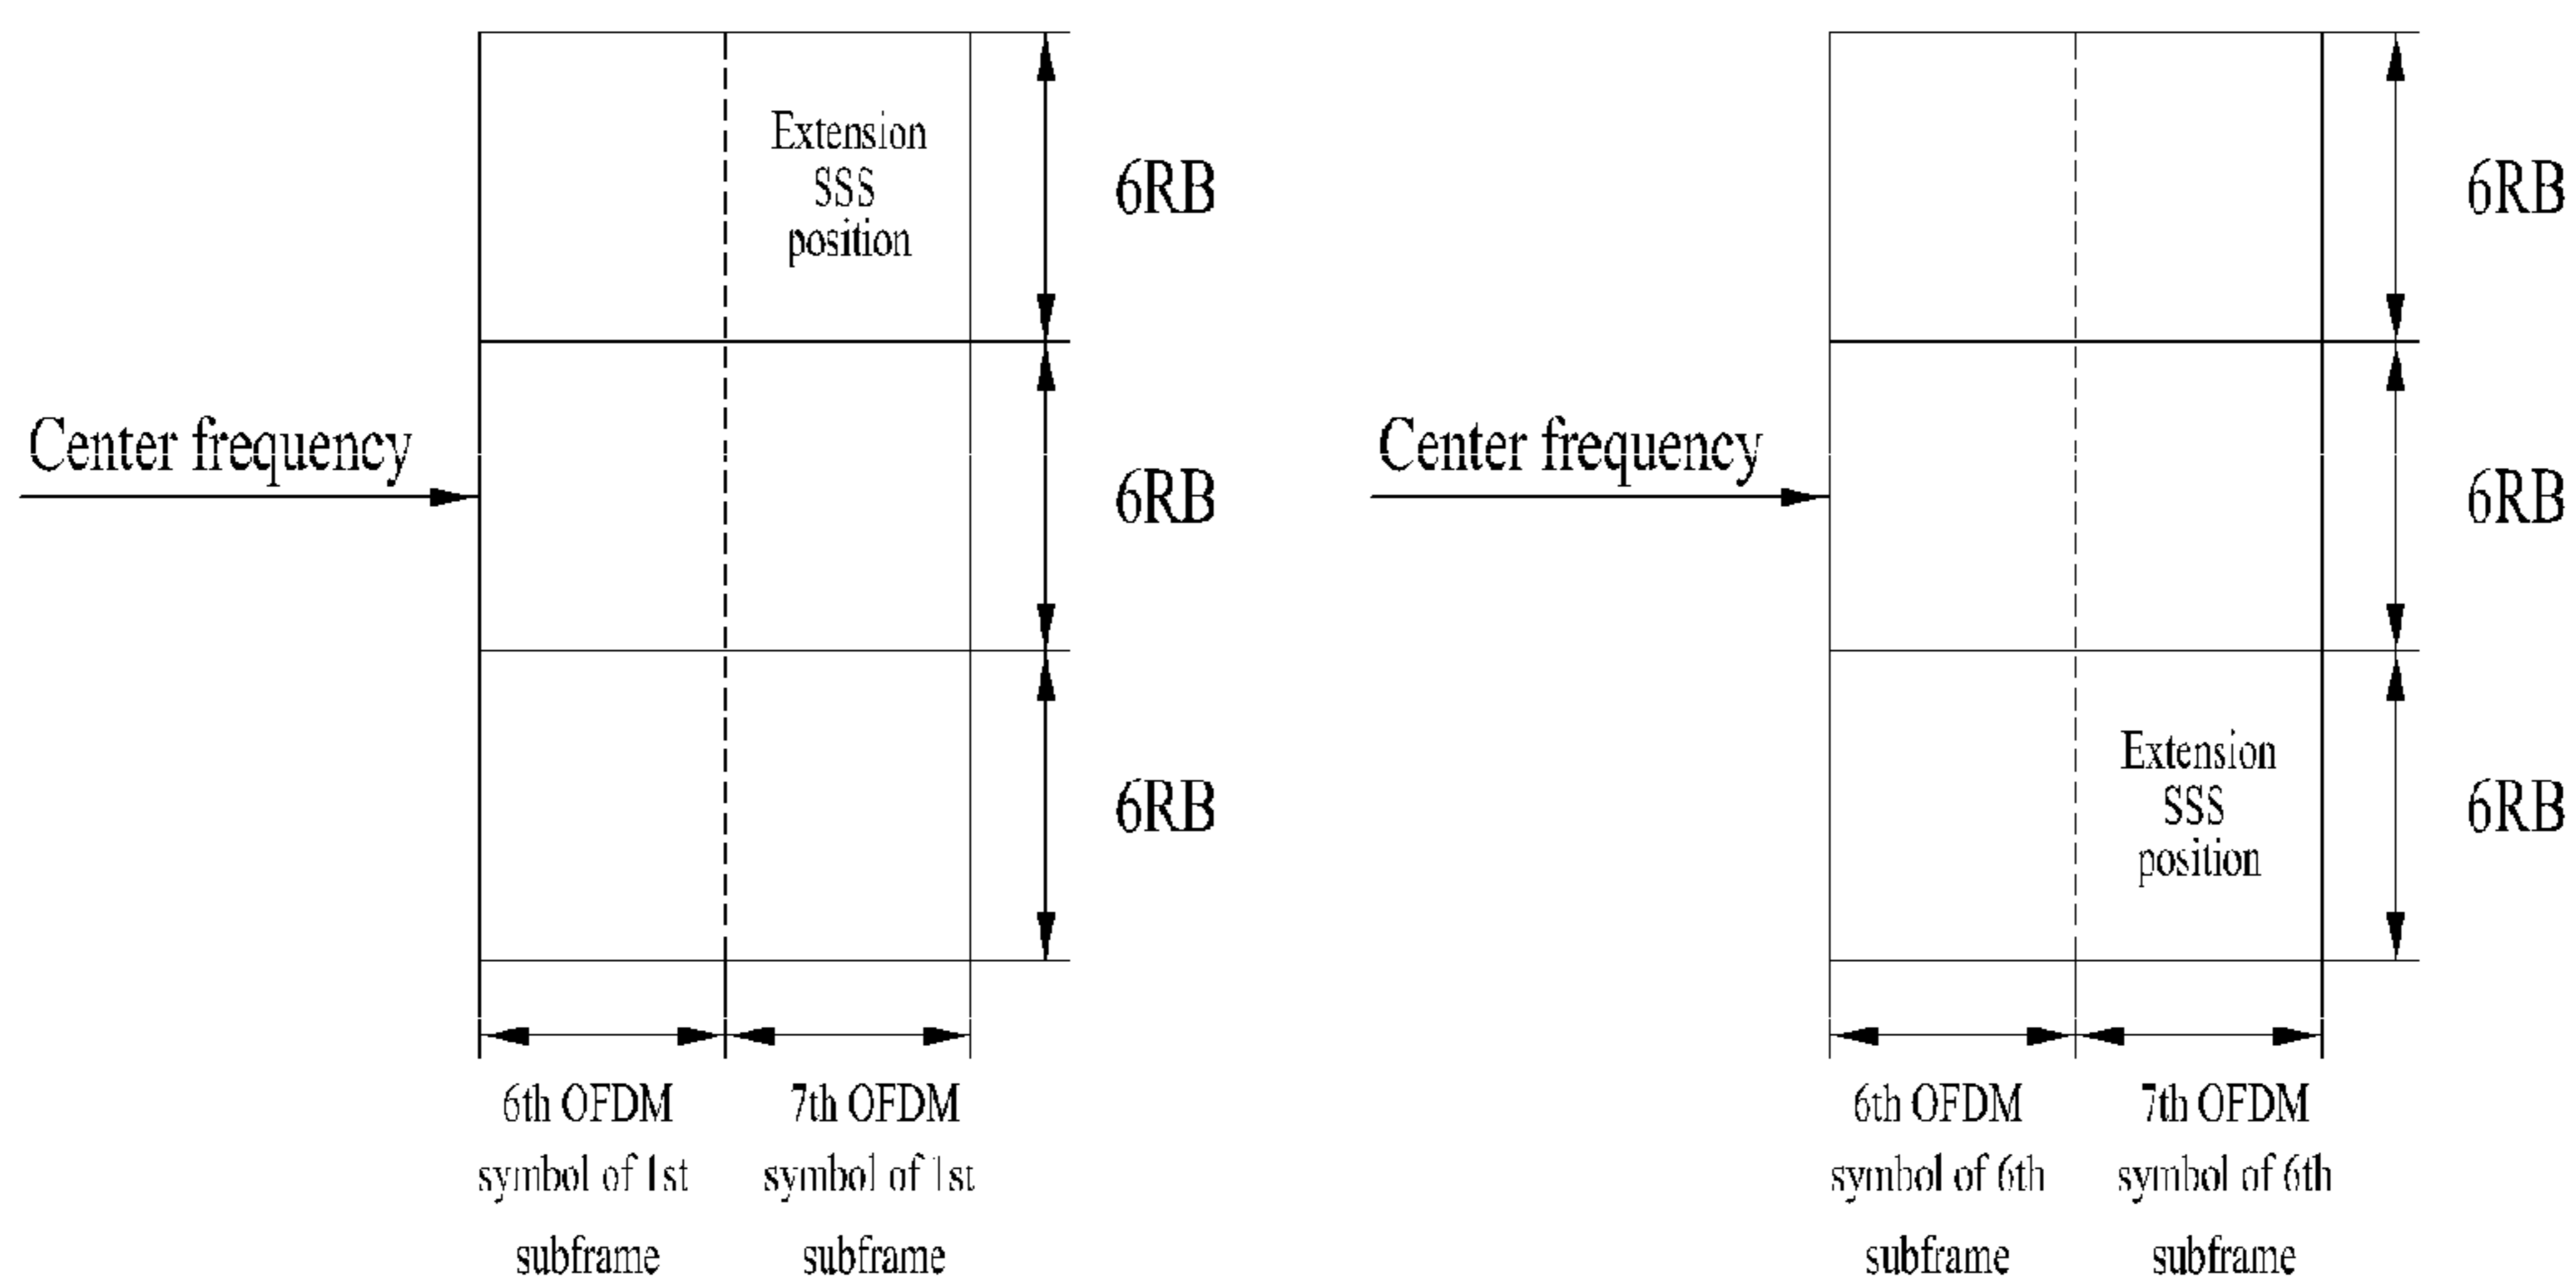 Extension
SSS
position
6RB
Center frequency
6RB
6RB
6th OFDM
symbol of 1st
subframe
7th OFDM
symbol of 1st
subframe
6RB
Center frequency
6RB
Extension
SSS
position
6RB
6th OFDM
symbol of 6th
subframe
7th OFDM
symbol of 6th
subframe